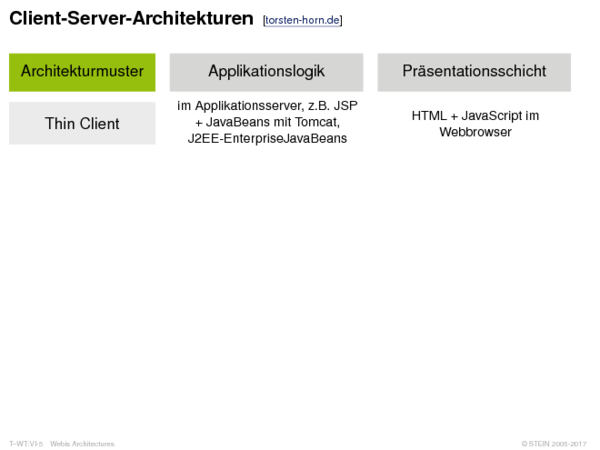 Client-Server-Architekturen [torsten-horn.de]
Architekturmuster Applikationslogik Präsentationsschicht
Thin Client
im Applikationsserver, z.B. JSP
+ JavaBeans mit Tomcat,
J2EE-EnterpriseJavaBeans
HTML + JavaScript im
Webbrowser
T–WT:VI-5 Webis Architectures © STEIN 2005-2017